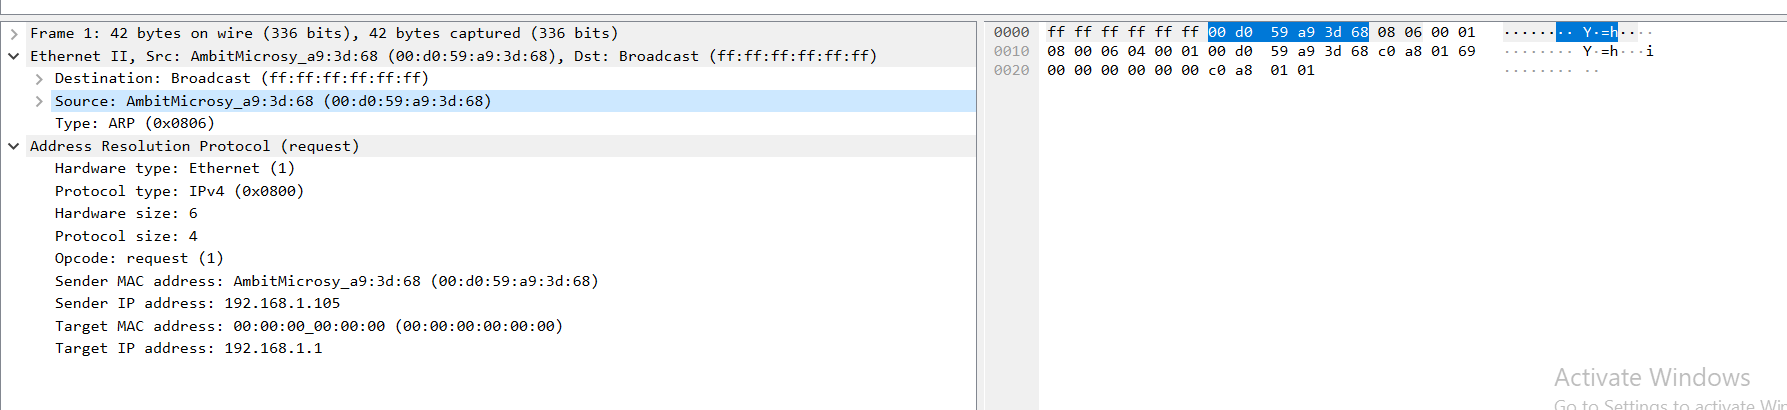 Frame 1: 42 bytes on wire (336 bits), 42 bytes captured (336 bits)
Ethernet II, Src: AmbitMicrosy_a9:3d:68 (00:d0:59:a9:3d:68), Dst: Broadcast (ff:ff:ff:ff:ff:ff)
Destination: Broadcast (ff:ff:ff:ff:ff:ff)
Source: AmbitMicrosy_a9:3d:68 (00:d0:59:a9:3d:68)
Type: ARP (0x0806)
Address Resolution Protocol (request)
Hardware type: Ethernet (1)
Protocol type: IPv4 (0x0800)
Hardware size: 6
Protocol size: 4
Opcode: request (1)
Sender MAC address: AmbitMicrosy_a9:3d:68 (00:d0:59:a9:3d:68)
Sender IP address: 192.168.1.105
Target MAC address: 00:00:00_00:00:00 (00:00:00:00:00:00)
Target IP address: 192.168.1.1
0000 ff ff ff ff ff ff 00 d0 59 a9 3d 68 08 06 00 01 ········ Y·=h····
0010 08 00 06 04 00 01 00 d0 59 a9 3d 68 c0 a8 01 69 ········ Y·=h···i
0020 00 00 00 00 00 00 c0 a8 01 01 ········ ··
Activate Windows
Go to Settings to activate Win